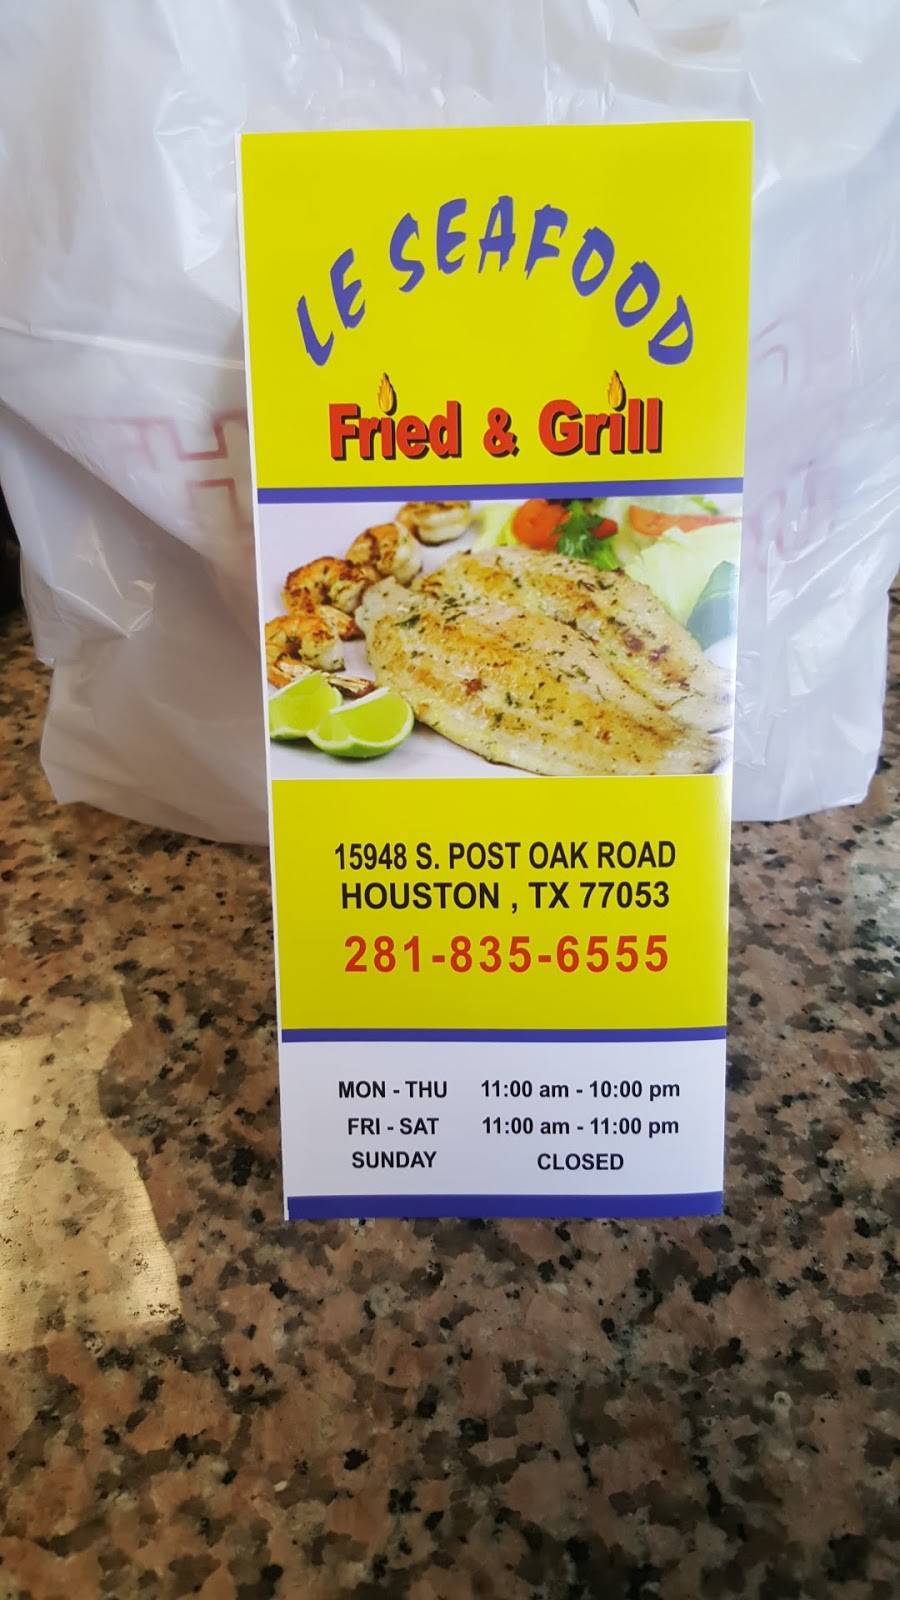 LE SEAFOOD
Fried & Grill
15948 S. POST OAK ROAD
HOUSTON , TX 77053
281-835-6555
MON - THU 11:00 am - 10:00 pm
FRI - SAT 11:00 am - 11:00 pm
SUNDAY CLOSED